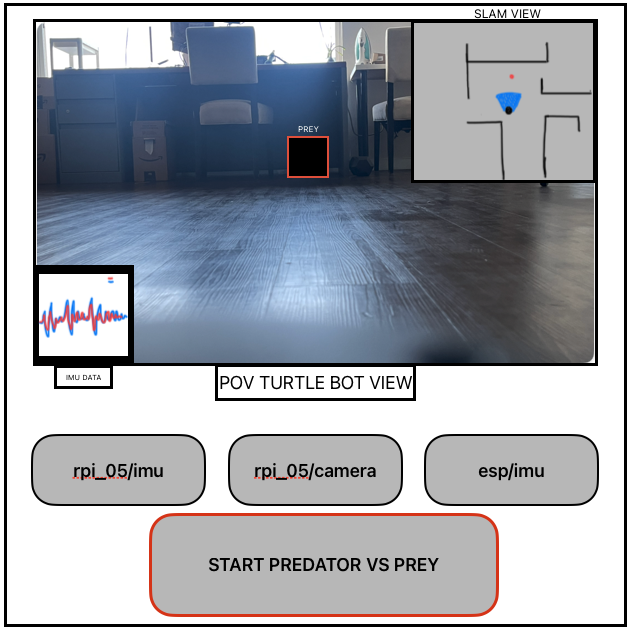 SLAM VIEW
PREY
IMU DATA
POV TURTLE BOT VIEW
rpi_05/imu
rpi_05/camera
esp/imu
START PREDATOR VS PREY